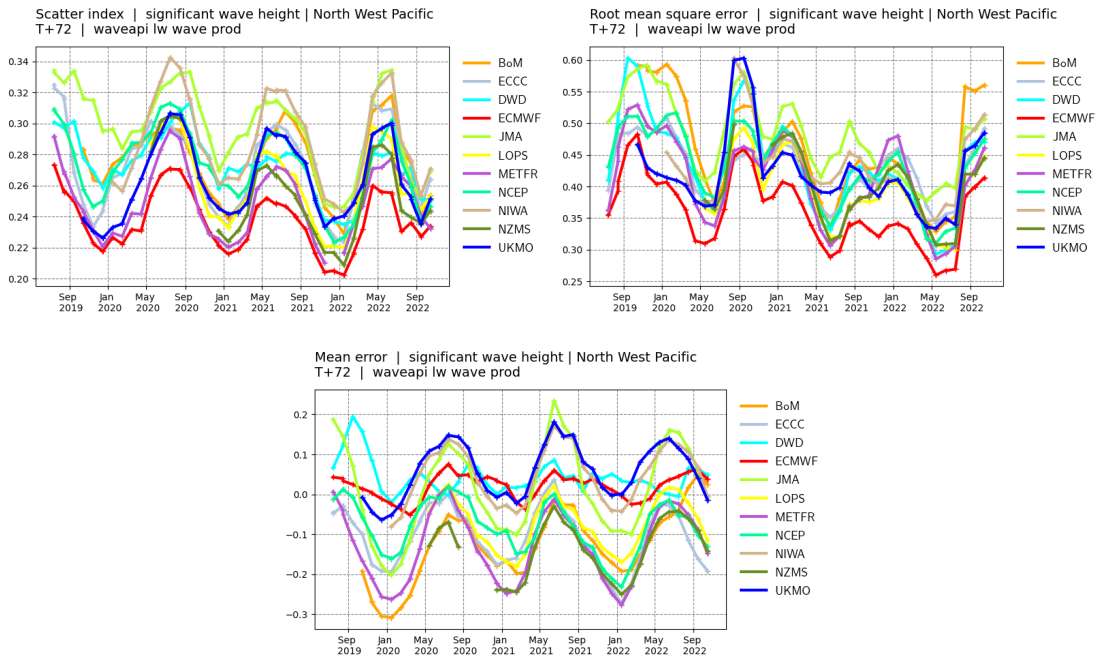 Scatter index | significant wave height | North West Pacific
T+72 | waveapi lw wave prod
0.34
0.32
0.30
0.28
0.26
0.24
0.22
0.20
Sep 2019
Jan 2020
May 2020
Sep 2020
Jan 2021
May 2021
Sep 2021
Jan 2022
May 2022
Sep 2022
BoM
ECCC
DWD
ECMWF
JMA
LOPS
METFR
NCEP
NIWA
NZMS
UKMO
Root mean square error | significant wave height | North West Pacific
T+72 | waveapi lw wave prod
0.60
0.55
0.50
0.45
0.40
0.35
0.30
0.25
Sep 2019
Jan 2020
May 2020
Sep 2020
Jan 2021
May 2021
Sep 2021
Jan 2022
May 2022
Sep 2022
BoM
ECCC
DWD
ECMWF
JMA
LOPS
METFR
NCEP
NIWA
NZMS
UKMO
Mean error | significant wave height | North West Pacific
T+72 | waveapi lw wave prod
0.2
0.1
0.0
−0.1
−0.2
−0.3
Sep 2019
Jan 2020
May 2020
Sep 2020
Jan 2021
May 2021
Sep 2021
Jan 2022
May 2022
Sep 2022
BoM
ECCC
DWD
ECMWF
JMA
LOPS
METFR
NCEP
NIWA
NZMS
UKMO